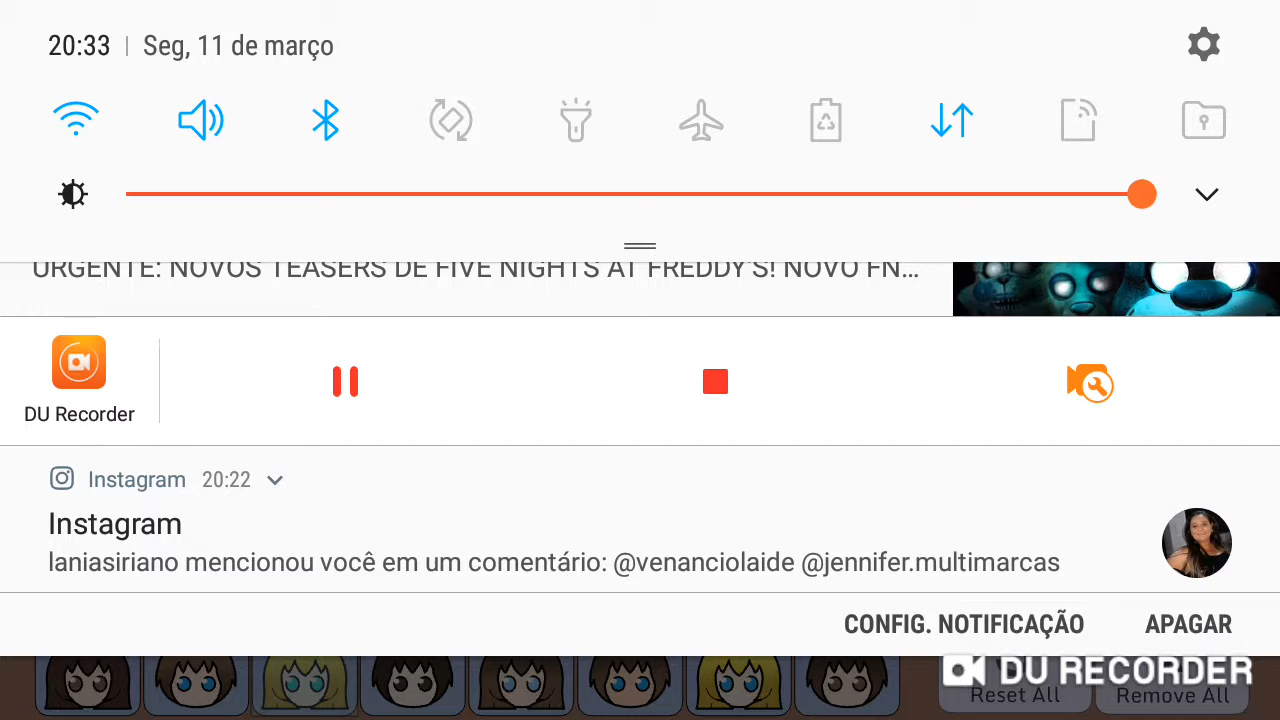 20:33 | Seg, 11 de março
URGENTE: NOVOS TEASERS DE FIVE NIGHTS AT FREDDY'S! NOVO FN...
DU Recorder
Instagram 20:22
Instagram
laniasiriano mencionou você em um comentário: @venanciolaide @jennifer.multimarcas
CONFIG. NOTIFICAÇÃO APAGAR
DU RECORDER
Reset All Remove All